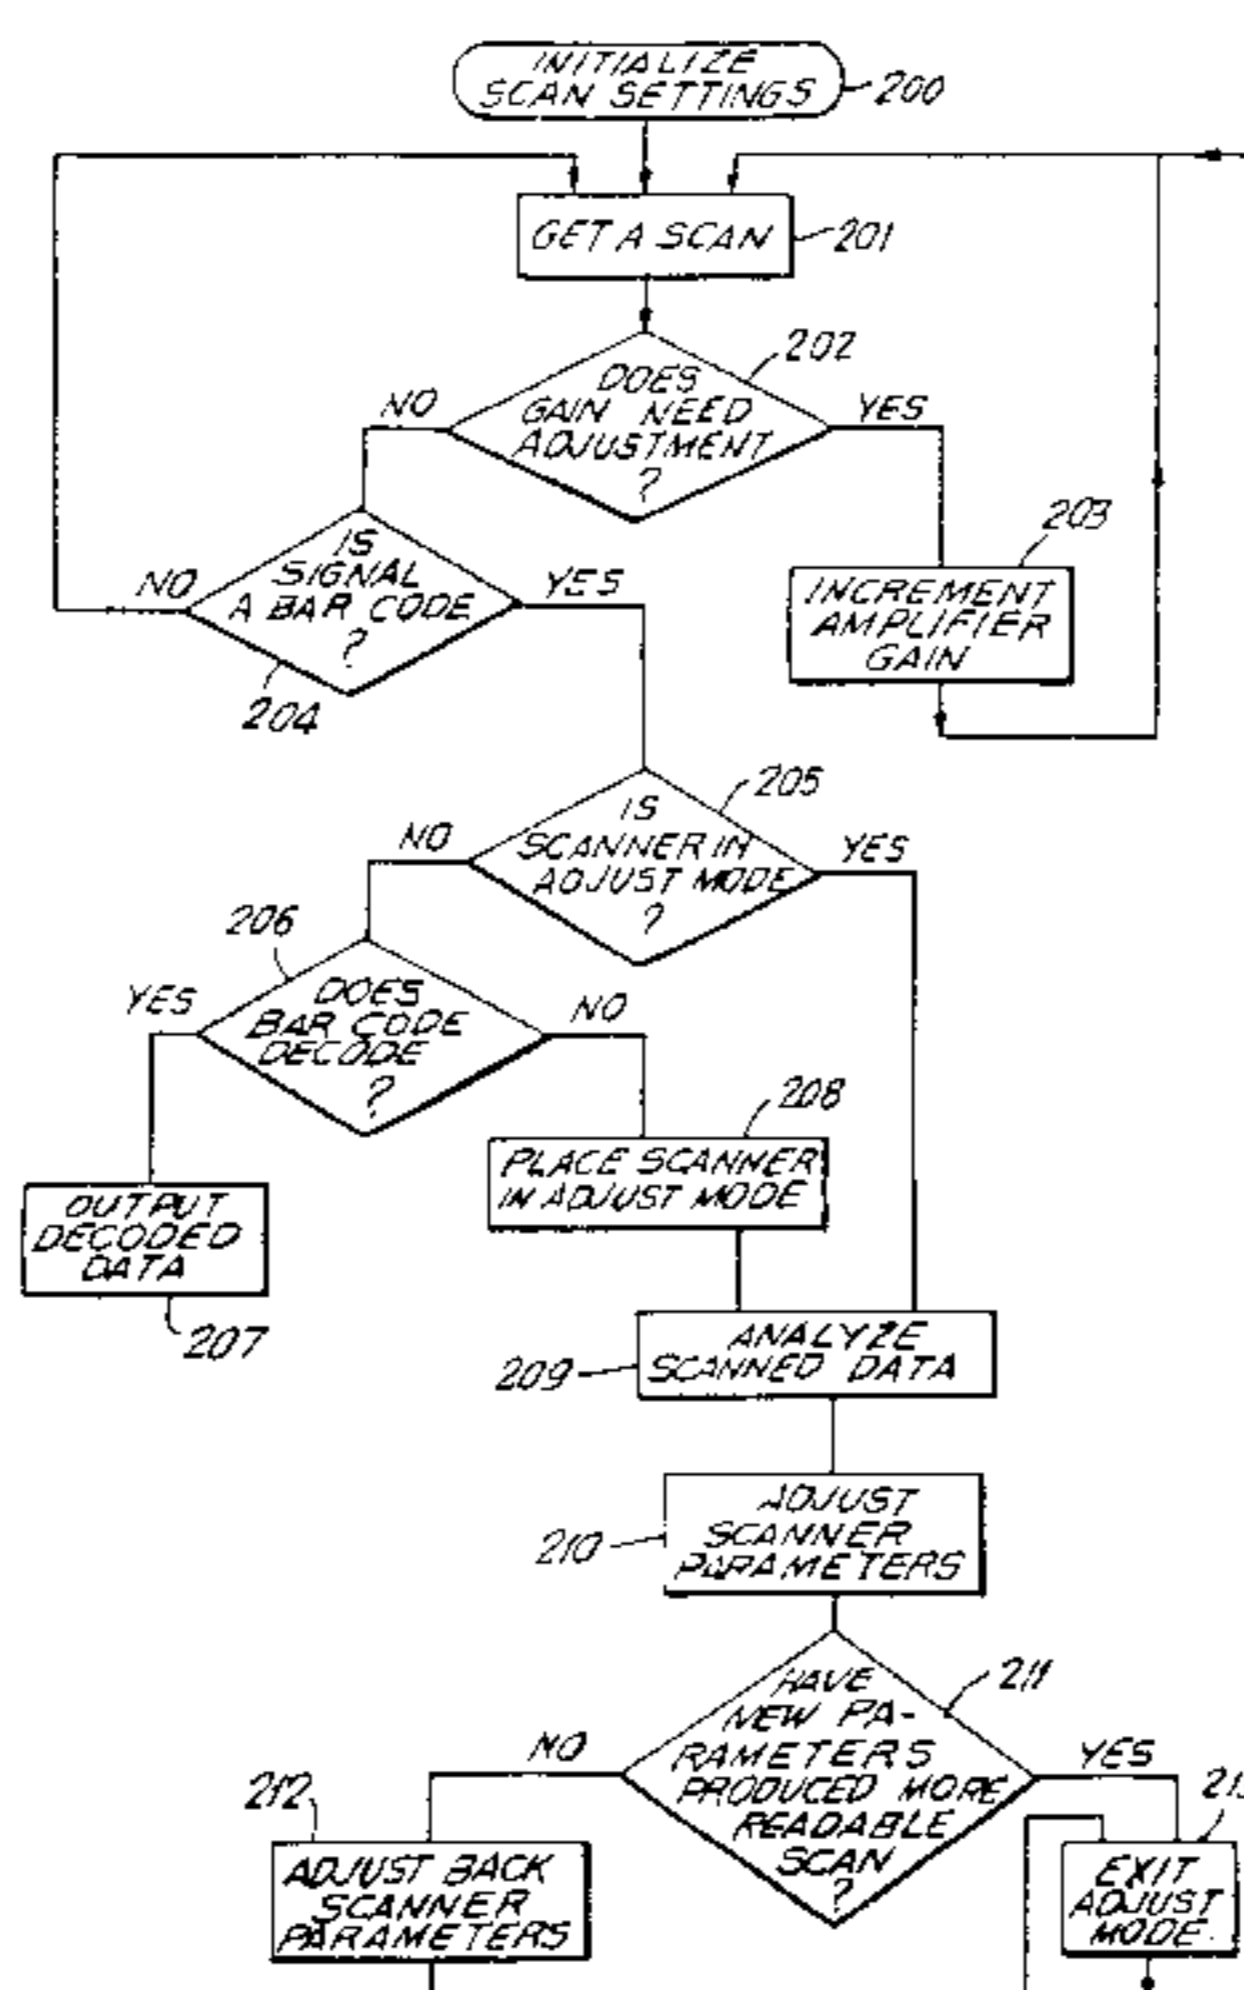 INITIALIZE
SCAN SETTINGS
200
GET A SCAN
201
202
DOES
GAIN NEED
ADJUSTMENT
?
NO
YES
203
INCREMENT
AMPLIFIER
GAIN
IS
SIGNAL
A BAR CODE
?
NO
YES
204
205
IS
SCANNER IN
ADJUST MODE
?
NO
YES
206
DOES
BAR CODE
DECODE
?
YES
NO
208
PLACE SCANNER
IN ADJUST MODE
OUTPUT
DECODED
DATA
207
ANALYZE
SCANNED DATA
209
ADJUST
SCANNER
PARAMETERS
210
211
HAVE
NEW PA-
RAMETERS
PRODUCED MORE
READABLE
SCAN
?
NO
YES
212
ADJUST BACK
SCANNER
PARAMETERS
EXIT
ADJUST
MODE